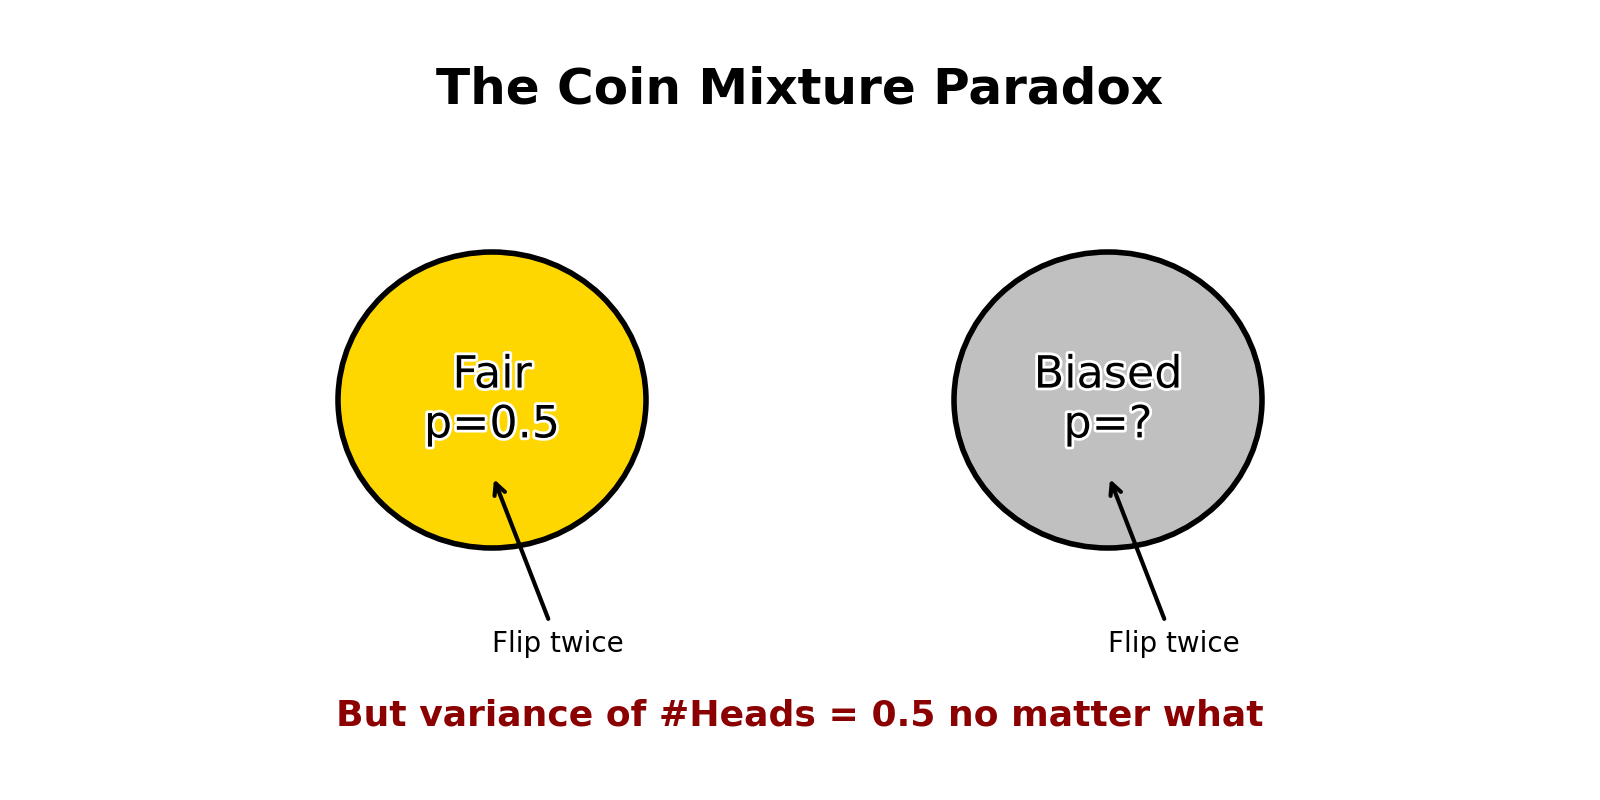 The Coin Mixture Paradox
Fair
p=0.5
Biased
p=?
Flip twice
Flip twice
But variance of #Heads = 0.5 no matter what